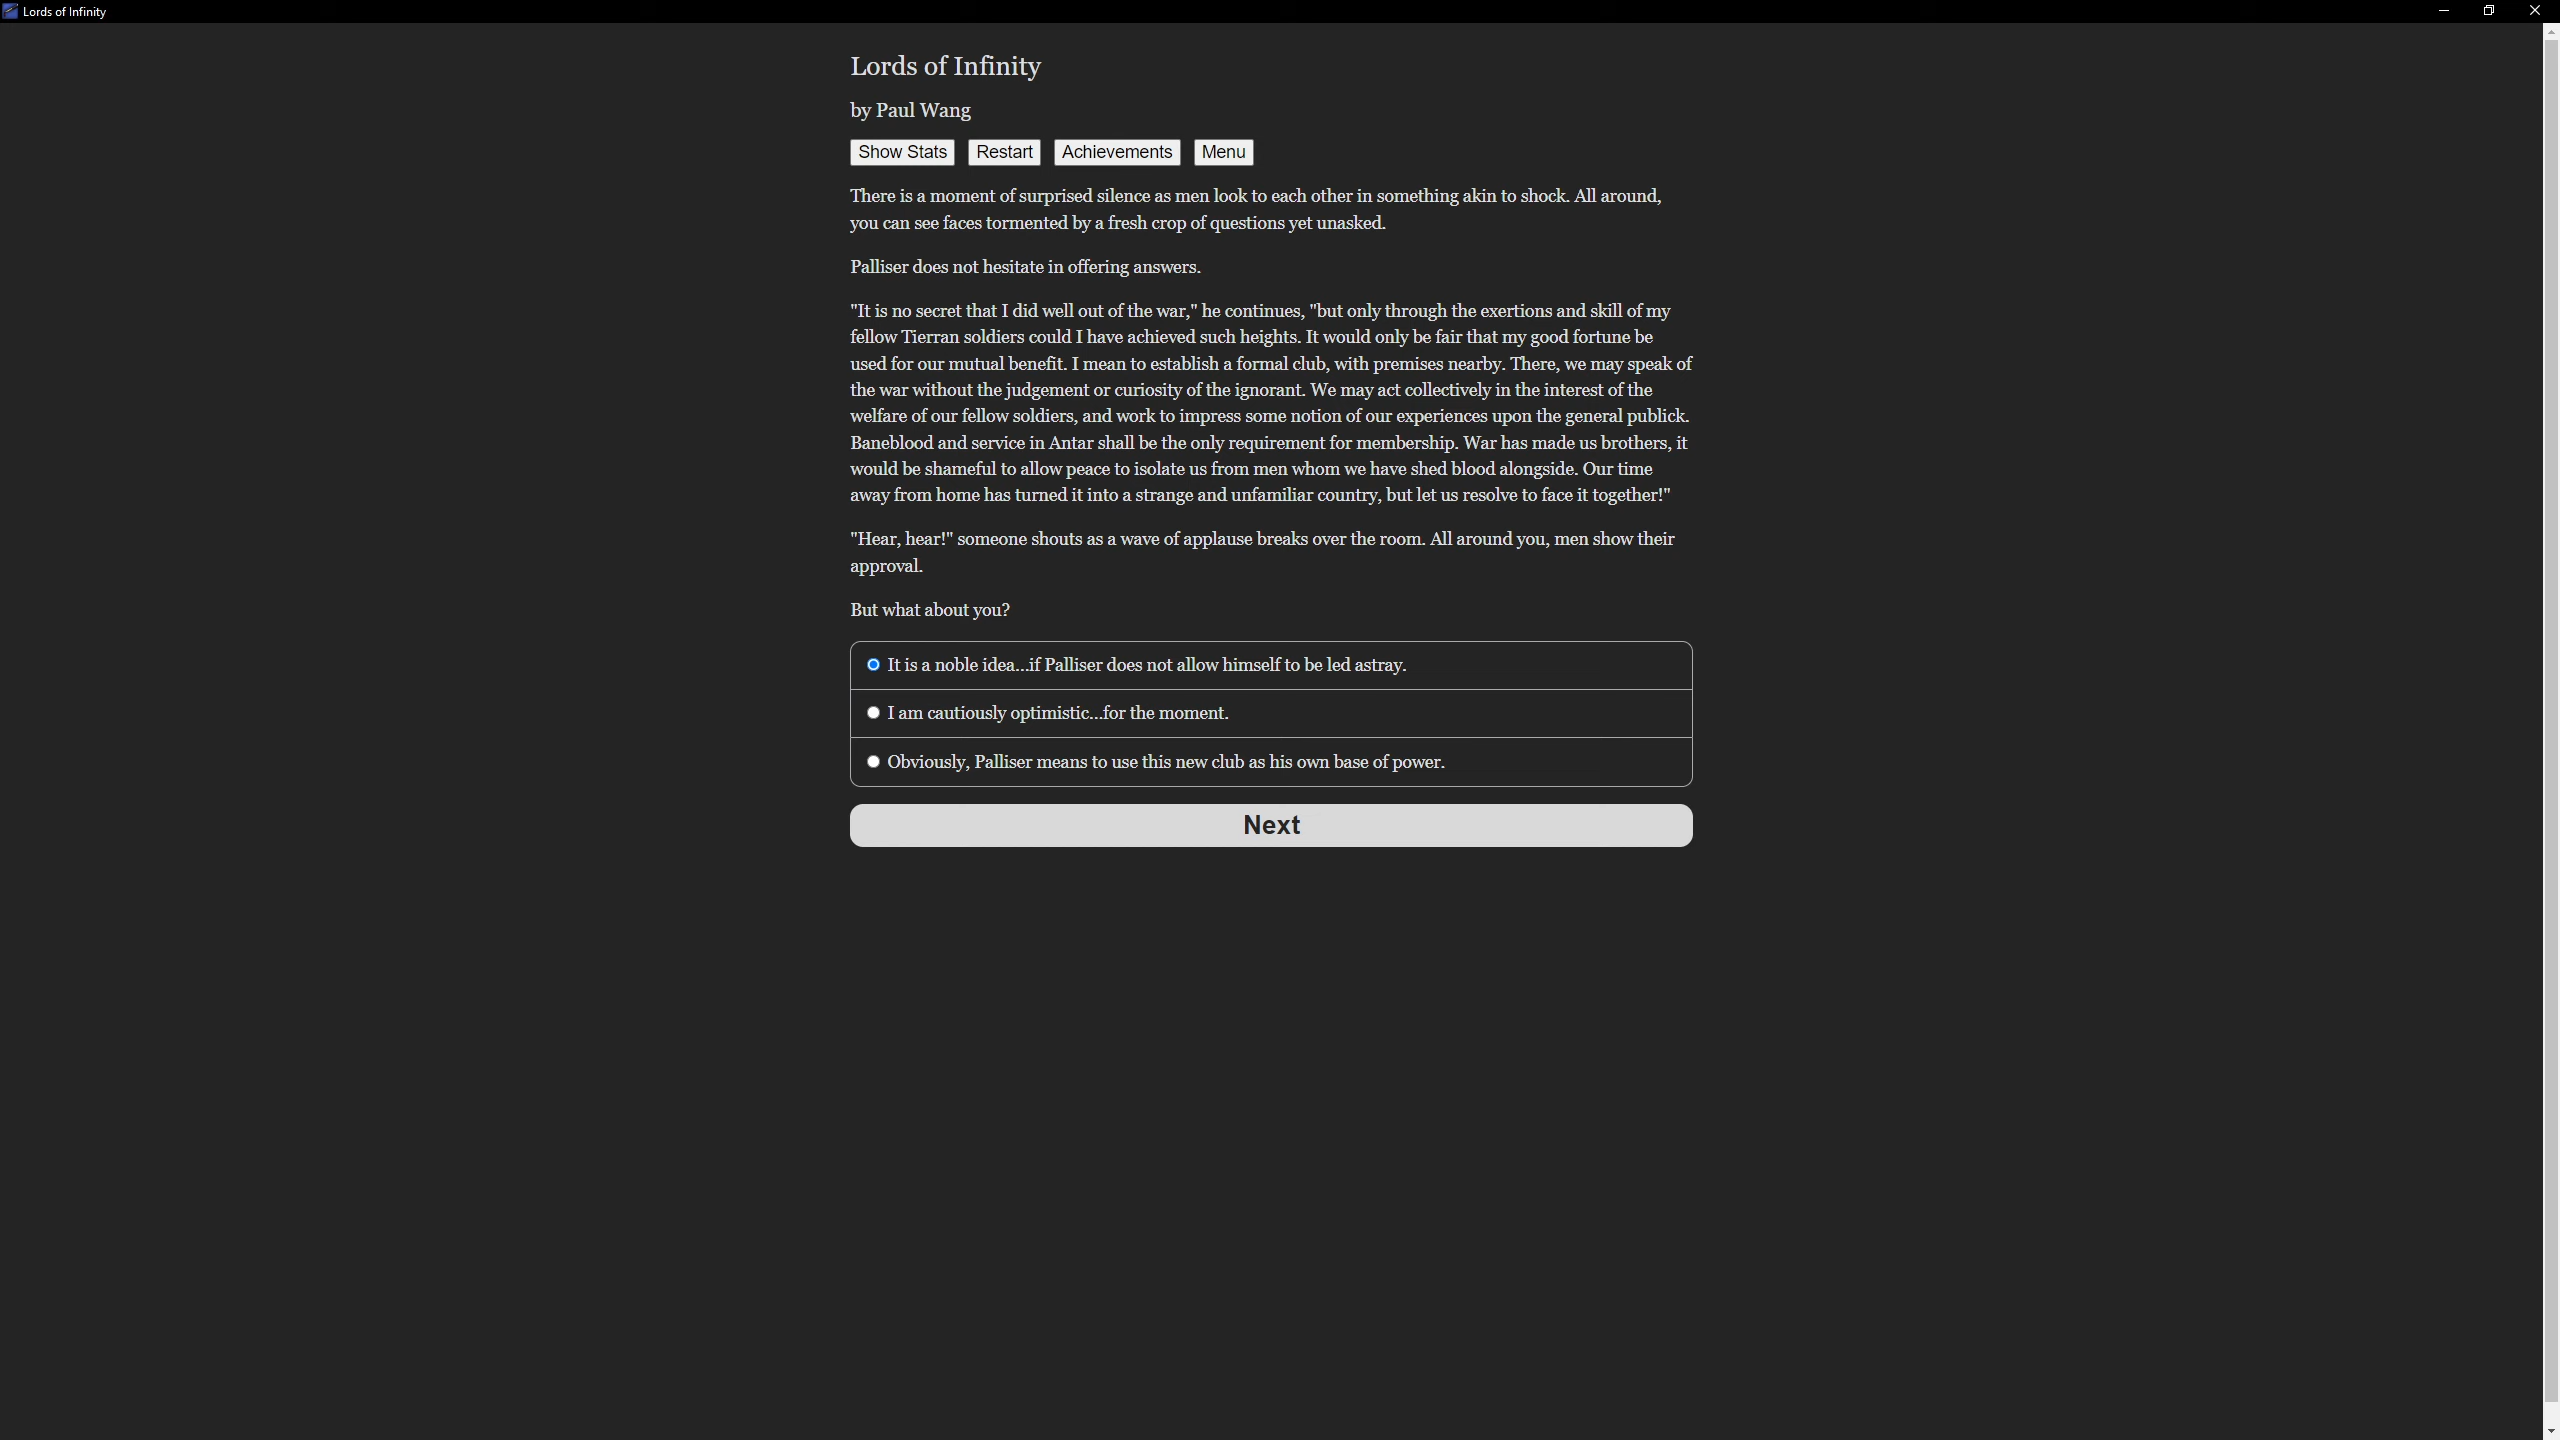 Lords of Infinity
Lords of Infinity
by Paul Wang
Show Stats Restart Achievements Menu
There is a moment of surprised silence as men look to each other in something akin to shock. All around,
you can see faces tormented by a fresh crop of questions yet unasked.
Palliser does not hesitate in offering answers.
"It is no secret that I did well out of the war," he continues, "but only through the exertions and skill of my
fellow Tierran soldiers could I have achieved such heights. It would only be fair that my good fortune be
used for our mutual benefit. I mean to establish a formal club, with premises nearby. There, we may speak of
the war without the judgement or curiosity of the ignorant. We may act collectively in the interest of the
welfare of our fellow soldiers, and work to impress some notion of our experiences upon the general publick.
Baneblood and service in Antar shall be the only requirement for membership. War has made us brothers, it
would be shameful to allow peace to isolate us from men whom we have shed blood alongside. Our time
away from home has turned it into a strange and unfamiliar country, but let us resolve to face it together!"
"Hear, hear!" someone shouts as a wave of applause breaks over the room. All around you, men show their
approval.
But what about you?
It is a noble idea...if Palliser does not allow himself to be led astray.
I am cautiously optimistic...for the moment.
Obviously, Palliser means to use this new club as his own base of power.
Next